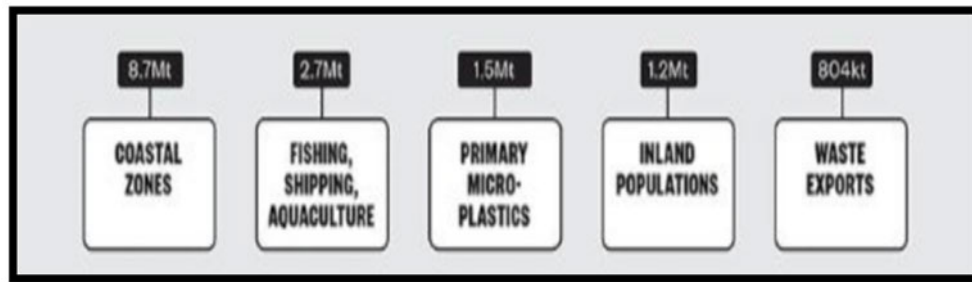 8.7Mt
2.7Mt
1.5Mt
1.2Mt
804kt
COASTAL
ZONES
FISHING,
SHIPPING,
AQUACULTURE
PRIMARY
MICRO-
PLASTICS
INLAND
POPULATIONS
WASTE
EXPORTS